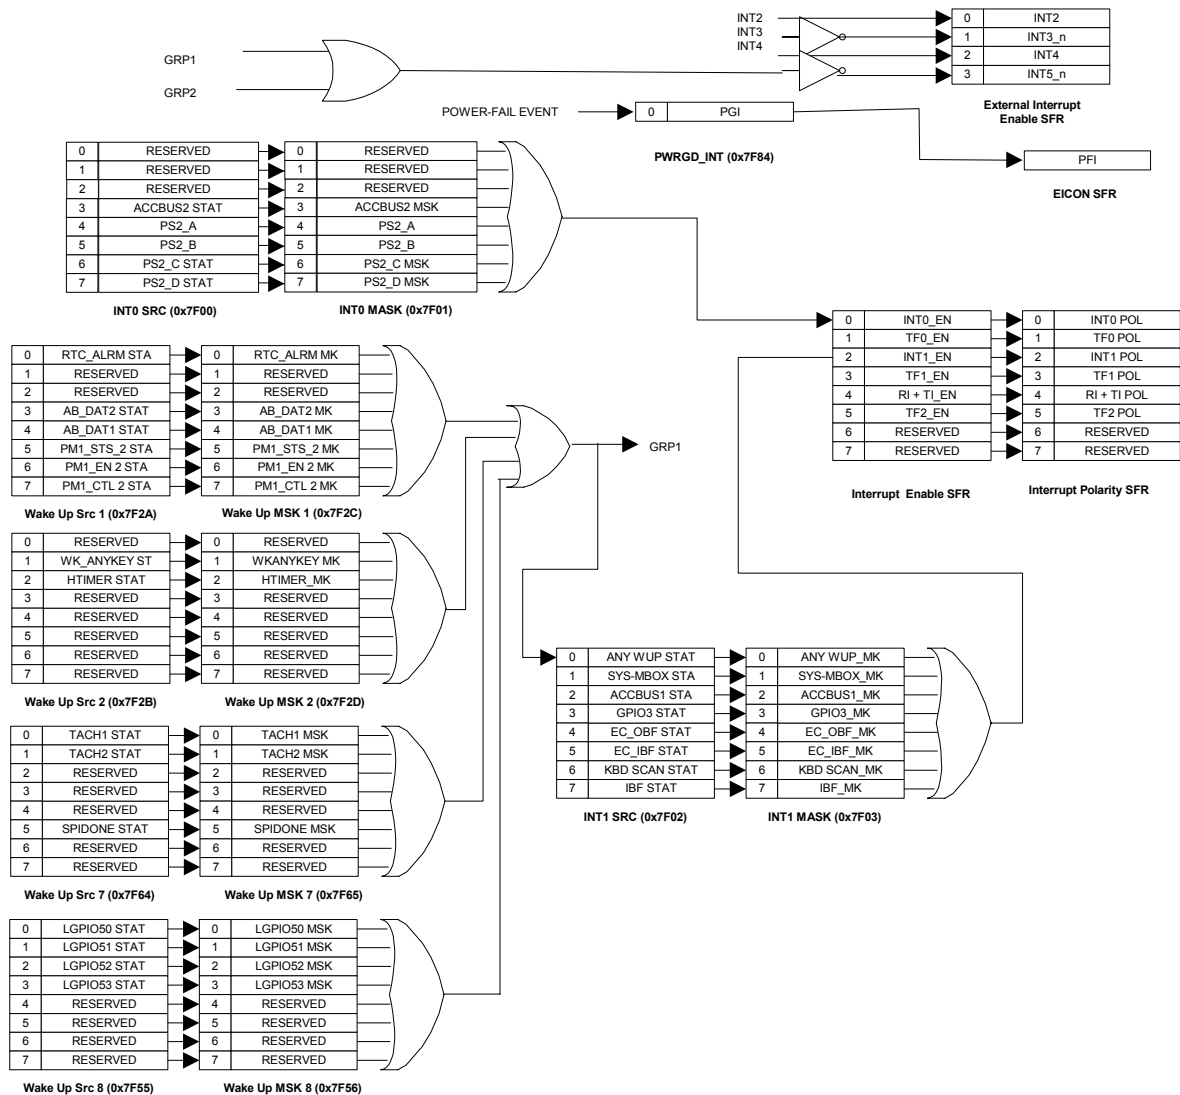 INT2
INT3
INT4
0 INT2
1 INT3_n
2 INT4
3 INT5_n
External Interrupt
Enable SFR
GRP1
GRP2
POWER-FAIL EVENT
0 PGI
PWRGD_INT (0x7F84)
PFI
EICON SFR
0 RESERVED 0 RESERVED
1 RESERVED 1 RESERVED
2 RESERVED 2 RESERVED
3 ACCBUS2 STAT 3 ACCBUS2 MSK
4 PS2_A 4 PS2_A
5 PS2_B 5 PS2_B
6 PS2_C STAT 6 PS2_C MSK
7 PS2_D STAT 7 PS2_D MSK
INT0 SRC (0x7F00) INT0 MASK (0x7F01)
0 INT0_EN 0 INT0 POL
1 TF0_EN 1 TF0 POL
2 INT1_EN 2 INT1 POL
3 TF1_EN 3 TF1 POL
4 RI + TI_EN 4 RI + TI POL
5 TF2_EN 5 TF2 POL
6 RESERVED 6 RESERVED
7 RESERVED 7 RESERVED
Interrupt Enable SFR Interrupt Polarity SFR
0 RTC_ALRM STA 0 RTC_ALRM MK
1 RESERVED 1 RESERVED
2 RESERVED 2 RESERVED
3 AB_DAT2 STAT 3 AB_DAT2 MK
4 AB_DAT1 STAT 4 AB_DAT1 MK
5 PM1_STS_2 STA 5 PM1_STS_2 MK
6 PM1_EN 2 STA 6 PM1_EN 2 MK
7 PM1_CTL 2 STA 7 PM1_CTL 2 MK
Wake Up Src 1 (0x7F2A) Wake Up MSK 1 (0x7F2C)
GRP1
0 RESERVED 0 RESERVED
1 WK_ANYKEY ST 1 WKANYKEY MK
2 HTIMER STAT 2 HTIMER_MK
3 RESERVED 3 RESERVED
4 RESERVED 4 RESERVED
5 RESERVED 5 RESERVED
6 RESERVED 6 RESERVED
7 RESERVED 7 RESERVED
Wake Up Src 2 (0x7F2B) Wake Up MSK 2 (0x7F2D)
0 ANY WUP STAT 0 ANY WUP_MK
1 SYS-MBOX STA 1 SYS-MBOX_MK
2 ACCBUS1 STA 2 ACCBUS1_MK
3 GPIO3 STAT 3 GPIO3_MK
4 EC_OBF STAT 4 EC_OBF_MK
5 EC_IBF STAT 5 EC_IBF_MK
6 KBD SCAN STAT 6 KBD SCAN_MK
7 IBF STAT 7 IBF_MK
INT1 SRC (0x7F02) INT1 MASK (0x7F03)
0 TACH1 STAT 0 TACH1 MSK
1 TACH2 STAT 1 TACH2 MSK
2 RESERVED 2 RESERVED
3 RESERVED 3 RESERVED
4 RESERVED 4 RESERVED
5 SPIDONE STAT 5 SPIDONE MSK
6 RESERVED 6 RESERVED
7 RESERVED 7 RESERVED
Wake Up Src 7 (0x7F64) Wake Up MSK 7 (0x7F65)
0 LGPIO50 STAT 0 LGPIO50 MSK
1 LGPIO51 STAT 1 LGPIO51 MSK
2 LGPIO52 STAT 2 LGPIO52 MSK
3 LGPIO53 STAT 3 LGPIO53 MSK
4 RESERVED 4 RESERVED
5 RESERVED 5 RESERVED
6 RESERVED 6 RESERVED
7 RESERVED 7 RESERVED
Wake Up Src 8 (0x7F55) Wake Up MSK 8 (0x7F56)